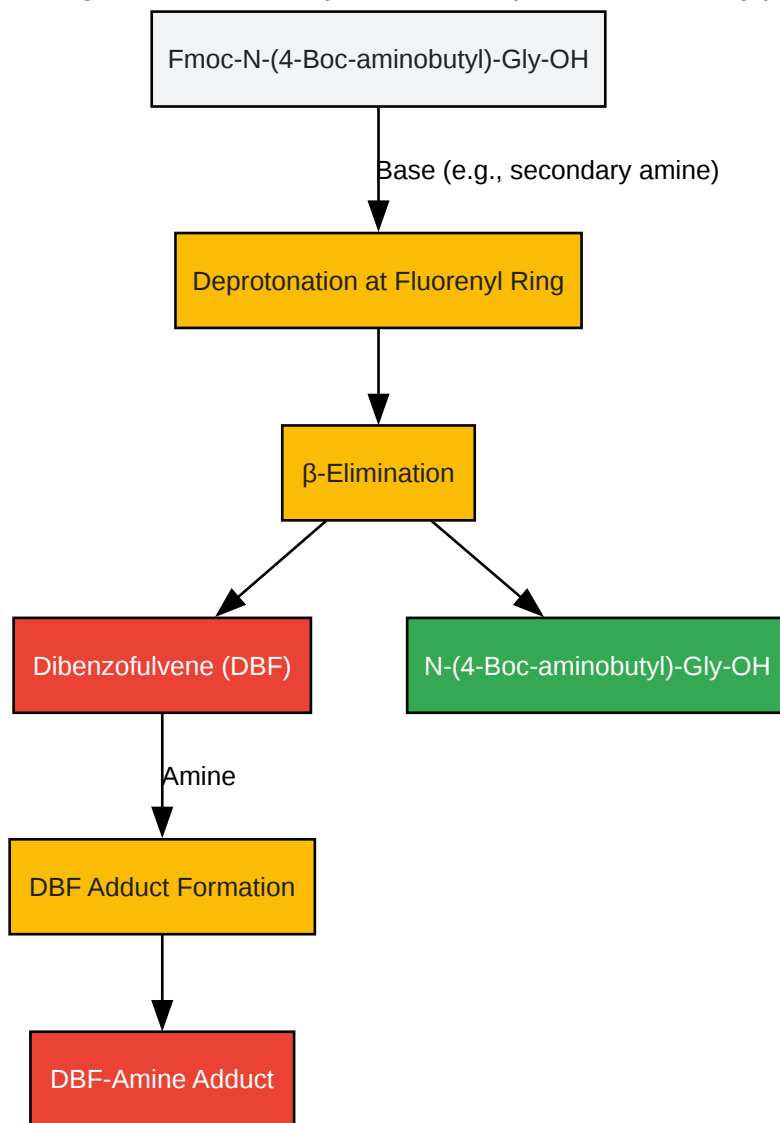 Fmoc-N-(4-Boc-aminobutyl)-Gly-OH
Base (e.g., secondary amine)
Deprotonation at Fluorenyl Ring
β-Elimination
Dibenzofulvene (DBF)
N-(4-Boc-aminobutyl)-Gly-OH
Amine
DBF Adduct Formation
DBF-Amine Adduct